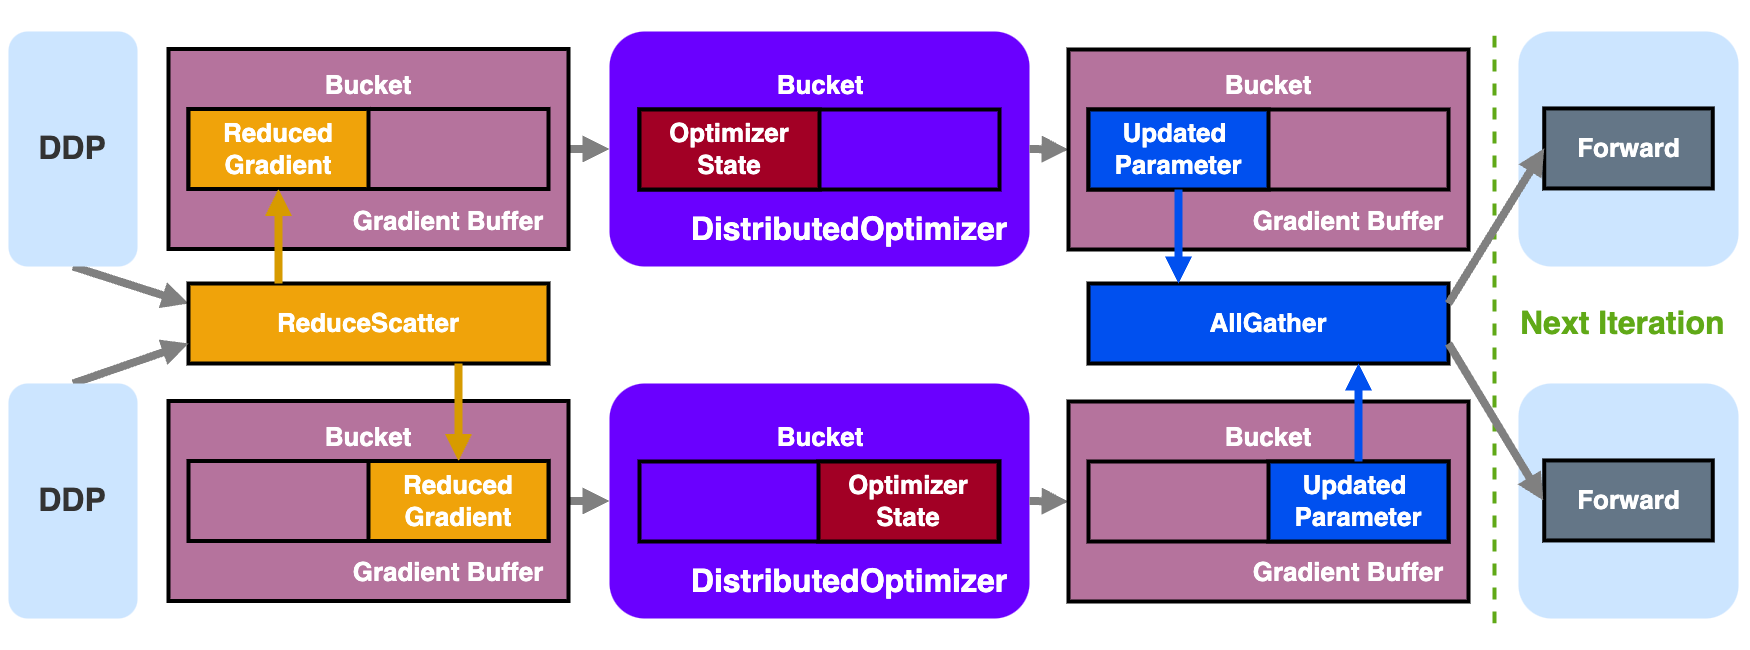 DDP
Bucket
Reduced
Gradient
Gradient Buffer
Bucket
Optimizer
State
DistributedOptimizer
Bucket
Updated
Parameter
Gradient Buffer
Forward
ReduceScatter
AllGather
Next Iteration
DDP
Bucket
Reduced
Gradient
Gradient Buffer
Bucket
Optimizer
State
DistributedOptimizer
Bucket
Updated
Parameter
Gradient Buffer
Forward